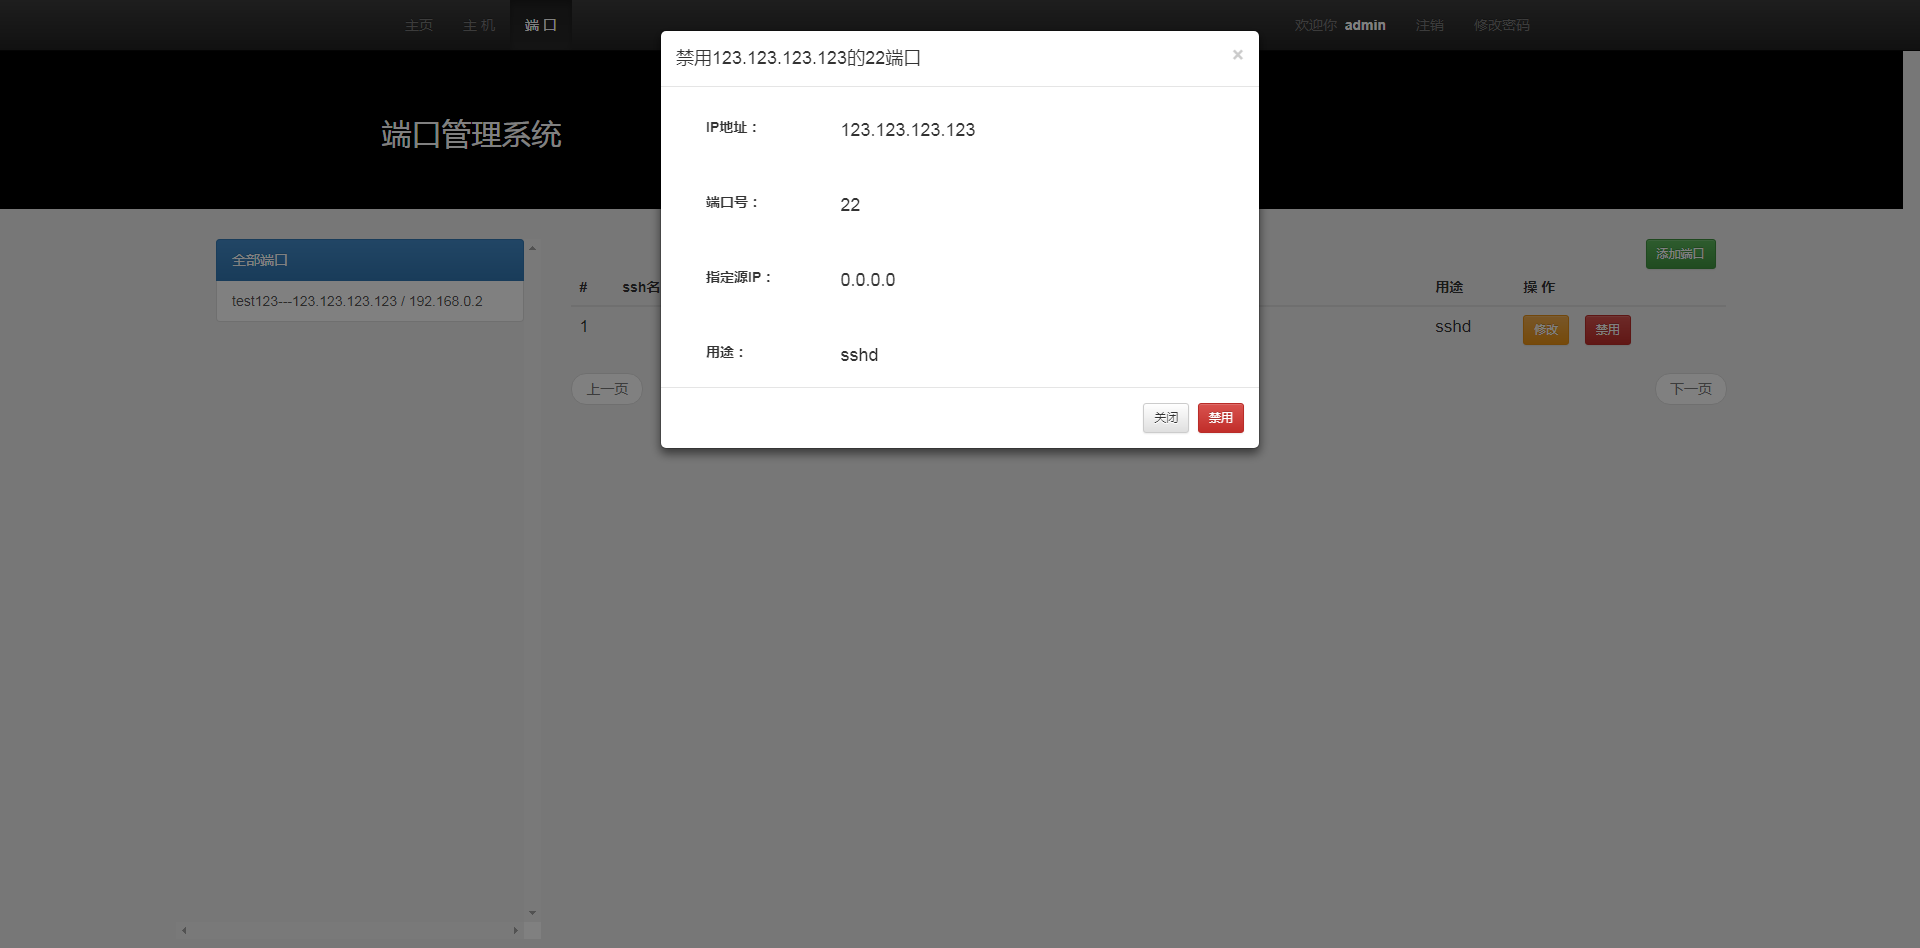 主页 主 机 端 口 欢迎你 admin 注销 修改密码
端口管理系统
全部端口
test123---123.123.123.123 / 192.168.0.2
添加端口
# ssh名 用途 操 作
1 sshd 修改 禁用
上一页 下一页
禁用123.123.123.123的22端口 ×
IP地址： 123.123.123.123
端口号： 22
指定源IP： 0.0.0.0
用途： sshd
关闭 禁用